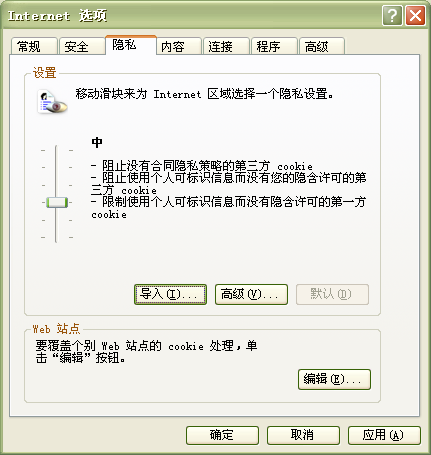 Internet 选项
常规 安全 隐私 内容 连接 程序 高级
设置
移动滑块来为 Internet 区域选择一个隐私设置。
中
- 阻止没有合同隐私策略的第三方 cookie
- 阻止使用个人可标识信息而没有您的隐含许可的第
三方 cookie
- 限制使用个人可标识信息而没有隐含许可的第一方
cookie
导入(I)... 高级(V)... 默认(D)
Web 站点
要覆盖个别 Web 站点的 cookie 处理，单
击“编辑”按钮。
编辑(E)...
确定 取消 应用(A)